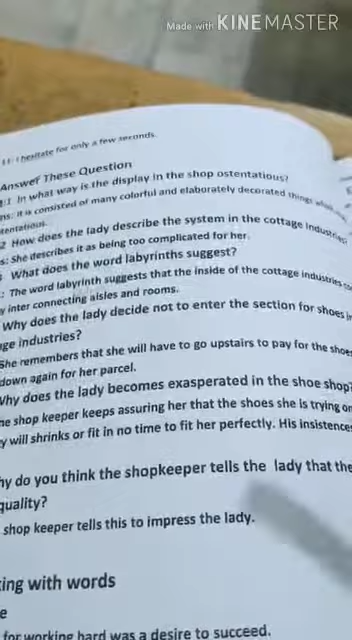 Made with KINEMASTER
I hesitate for only a few seconds.
Answer These Question
1 In what way is the display in the shop ostentatious?
ns: It is consisted of many colorful and elaborately decorated things
tentatious.
2 How does the lady describe the system in the cottage industries?
s: She describes it as being too complicated for her.
What does the word labyrinths suggest?
: The word labyrinth suggests that the inside of the cottage industries
y inter connecting aisles and rooms.
Why does the lady decide not to enter the section for shoes
ge industries?
She remembers that she will have to go upstairs to pay for the shoes
down again for her parcel.
Why does the lady becomes exasperated in the shoe shop?
he shop keeper keeps assuring her that the shoes she is trying on
y will shrinks or fit in no time to fit her perfectly. His insistence
hy do you think the shopkeeper tells the lady that the
quality?
shop keeper tells this to impress the lady.
ing with words
e
for working hard was a desire to succeed.